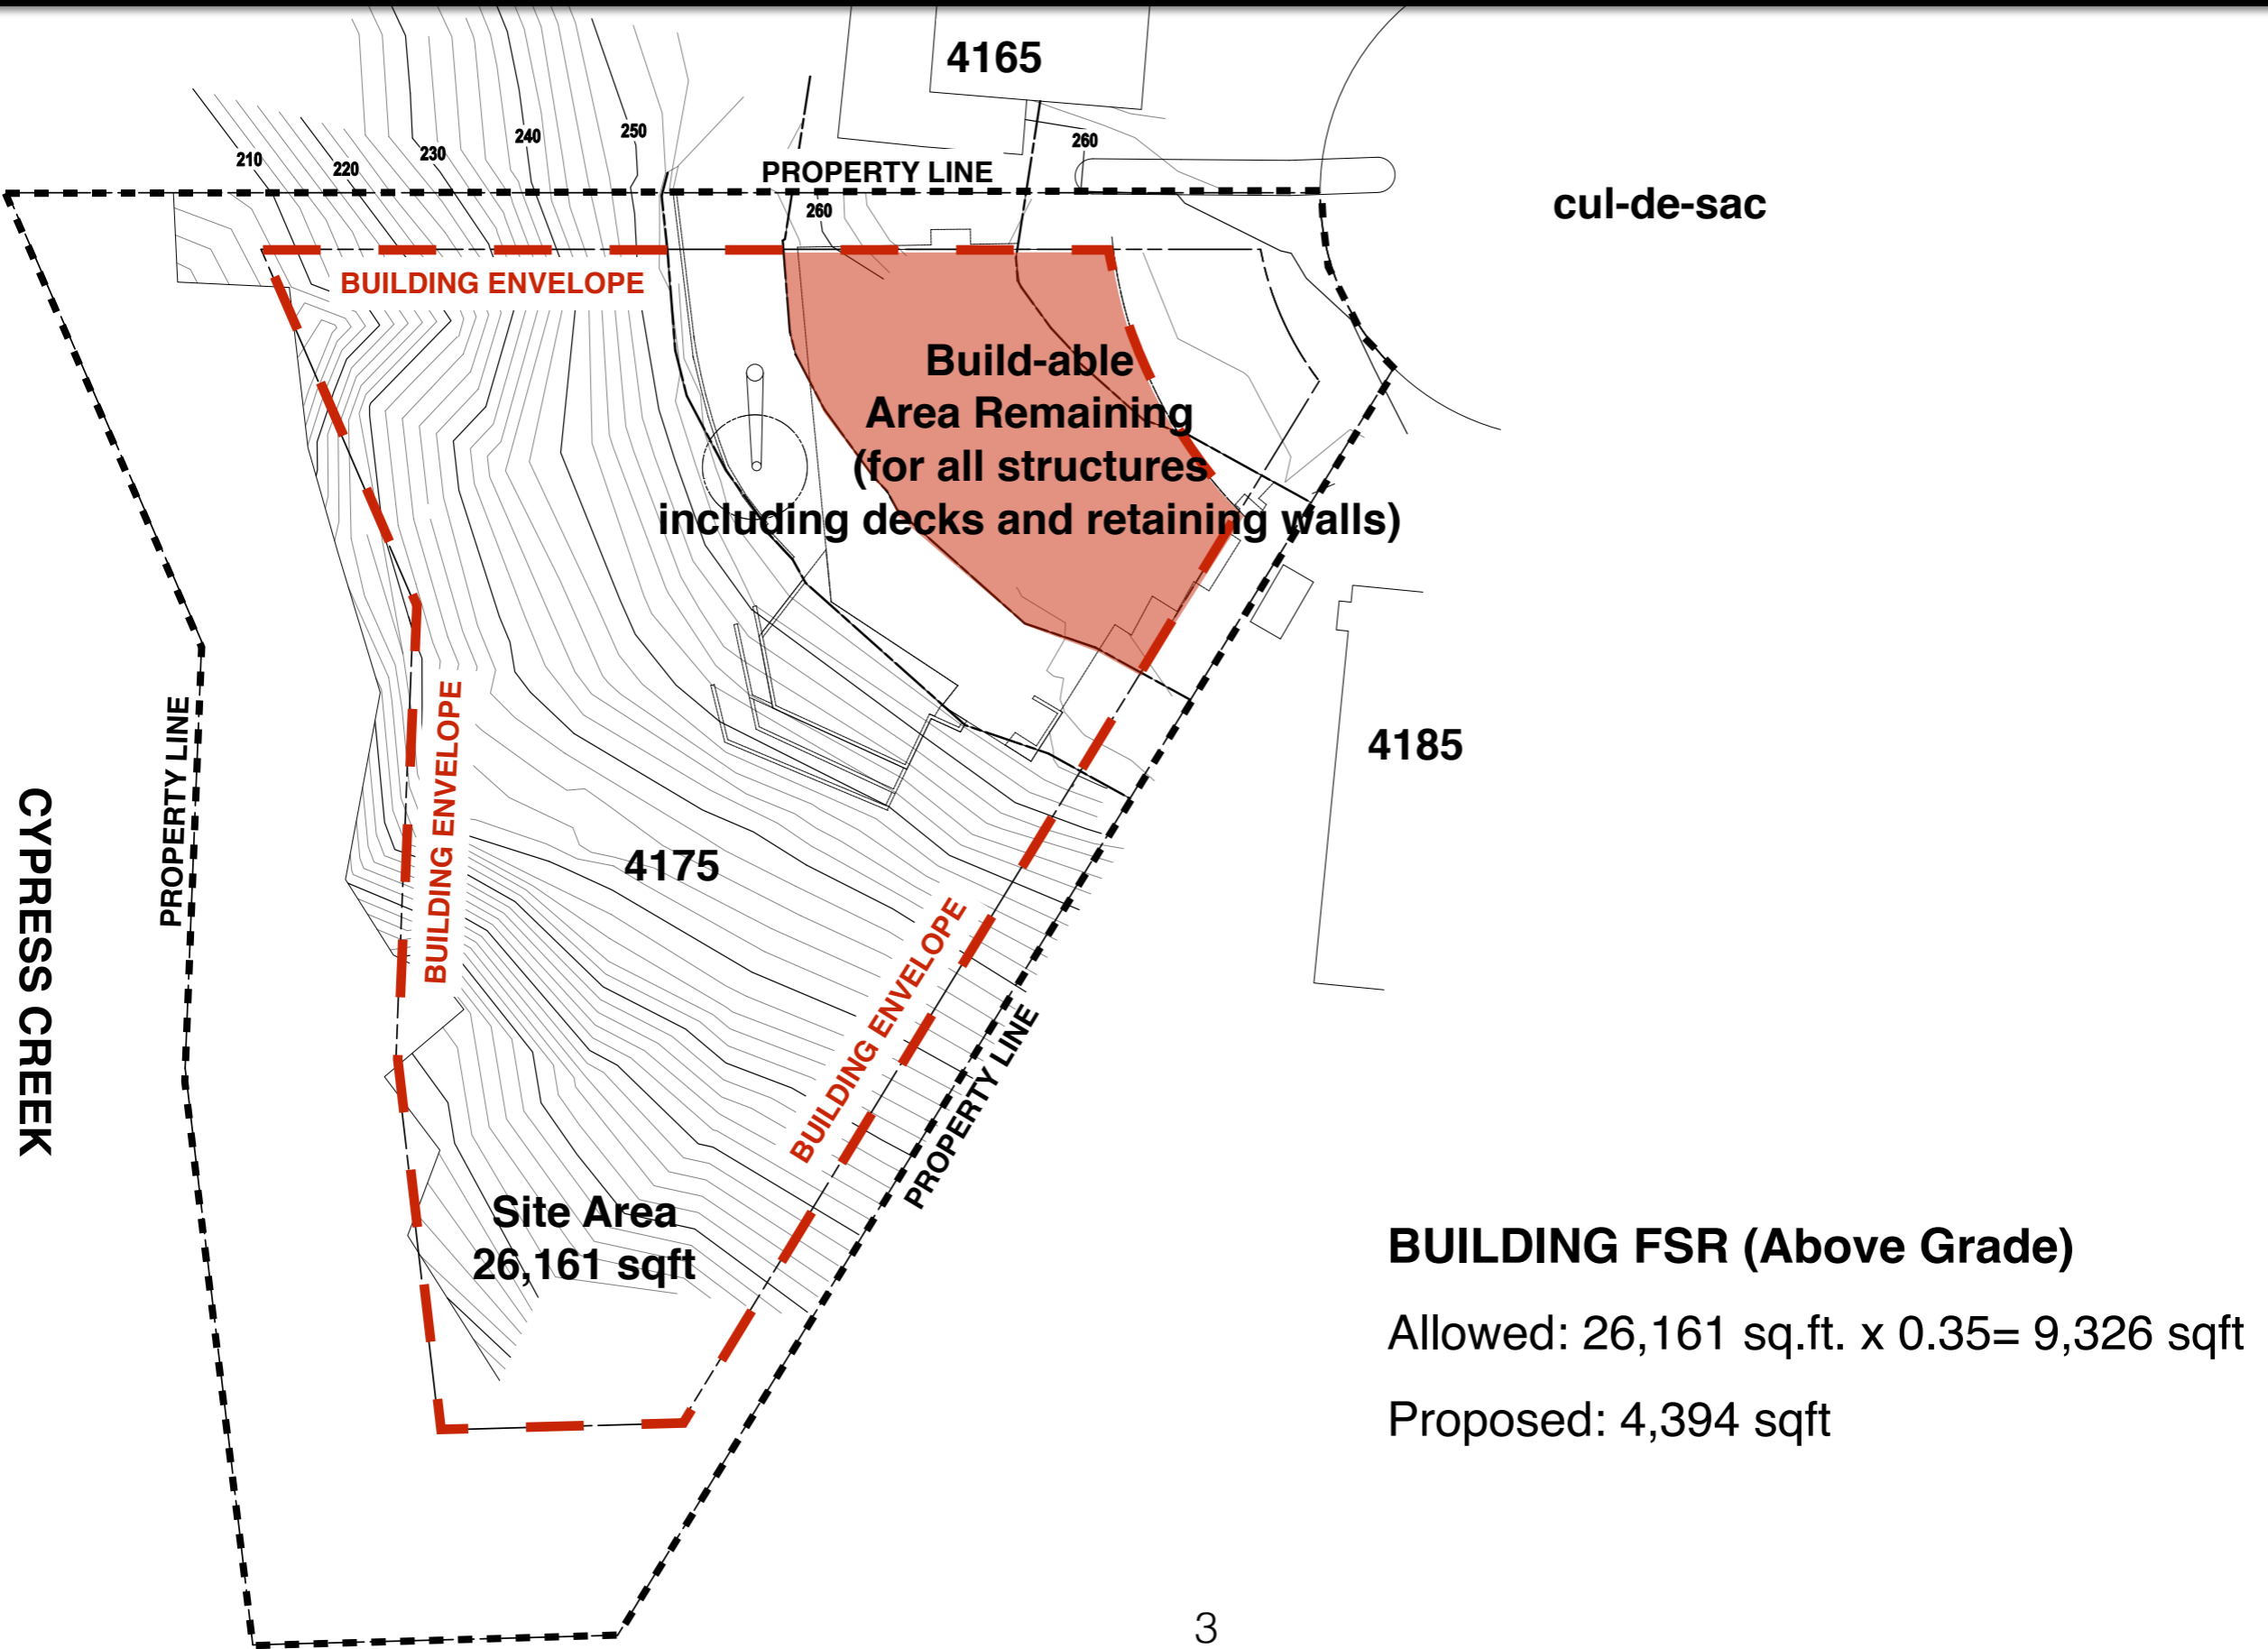 4165
210
220
230
240
250
260
PROPERTY LINE
260
cul-de-sac
BUILDING ENVELOPE
Build-able
Area Remaining
(for all structures
including decks and retaining walls)
PROPERTY LINE
BUILDING ENVELOPE
4185
CYPRESS CREEK
4175
BUILDING ENVELOPE
PROPERTY LINE
Site Area
26,161 sqft
BUILDING FSR (Above Grade)
Allowed: 26,161 sq.ft. x 0.35= 9,326 sqft
Proposed: 4,394 sqft
3